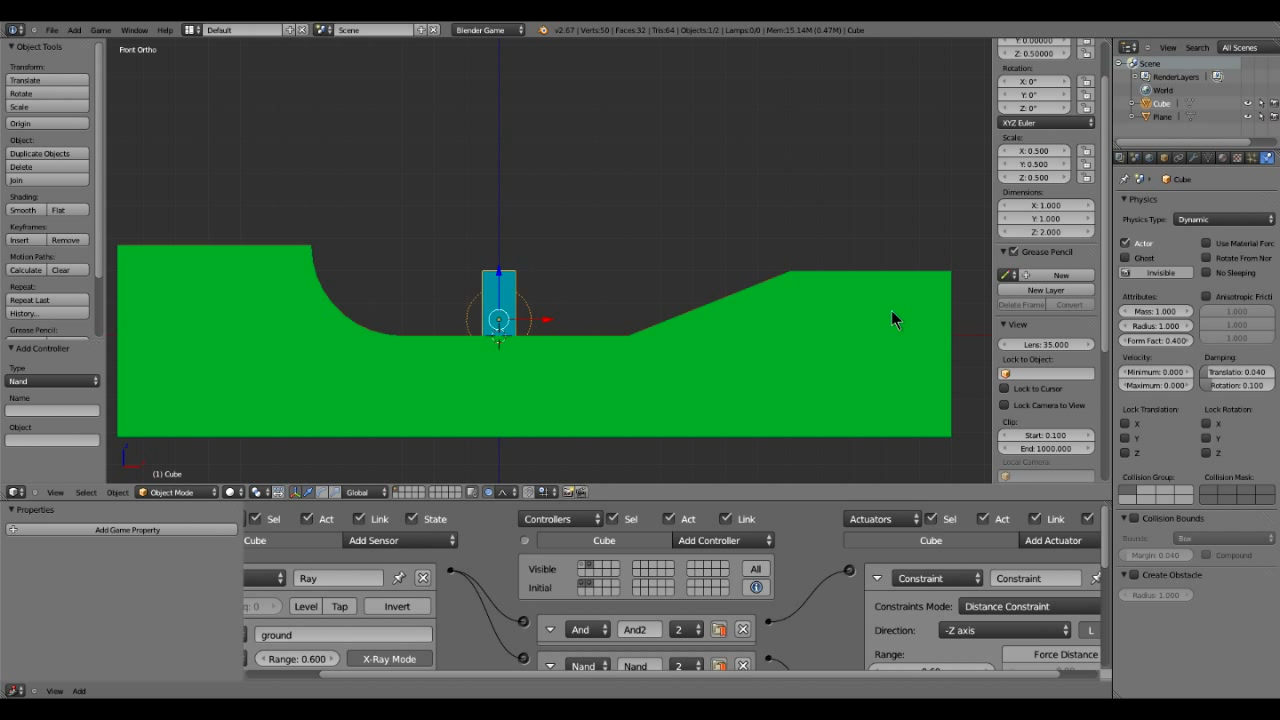 File Add Game Window Help Default Scene Blender Game v2.67 | Verts:50 | Faces:32 | Tris:64 | Objects:1/2 | Lamps:0/0 | Mem:15.14M (0.47M) | Cube
Object Tools
Transform:
Translate
Rotate
Scale
Origin
Object:
Duplicate Objects
Delete
Join
Shading:
Smooth Flat
Keyframes:
Insert Remove
Motion Paths:
Calculate Clear
Repeat:
Repeat Last
History...
Grease Pencil:
Add Controller
Type
Nand
Name
Object
Front Ortho
(1) Cube
Y: 0.00000
Z: 0.50000
Rotation:
X: 0°
Y: 0°
Z: 0°
XYZ Euler
Scale:
X: 0.500
Y: 0.500
Z: 0.500
Dimensions:
X: 1.000
Y: 1.000
Z: 2.000
Grease Pencil
New
New Layer
Delete Frame Convert
View
Lens: 35.000
Lock to Object:
Lock to Cursor
Lock Camera to View
Clip:
Start: 0.100
End: 1000.000
Local Camera:
View Search All Scenes
Scene
RenderLayers
World
Cube
Plane
Cube
Physics
Physics Type: Dynamic
Actor Use Material Forc
Ghost Rotate From Nor
Invisible No Sleeping
Attributes: Anisotropic Fricti
Mass: 1.000 1.000
Radius: 1.000 1.000
Form Fact: 0.400 1.000
Velocity: Damping:
Minimum: 0.000 Translatio: 0.040
Maximum: 0.000 Rotation: 0.100
Lock Translation: Lock Rotation:
X X
Y Y
Z Z
Collision Group: Collision Mask:
Collision Bounds
Bounds: Box
Margin: 0.040 Compound
Create Obstacle
Radius: 1.000
View Select Object Object Mode Global
Properties
Add Game Property
Sel Act Link State
Cube Add Sensor
Ray
Level Tap Invert
ground
Range: 0.600 X-Ray Mode
Controllers Sel Act Link
Cube Add Controller
Visible All
Initial
And And2 2
Nand Nand 2
Actuators Sel Act Link
Cube Add Actuator
Constraint Constraint
Constraints Mode: Distance Constraint
Direction: -Z axis L
Range: Force Distance
View Add